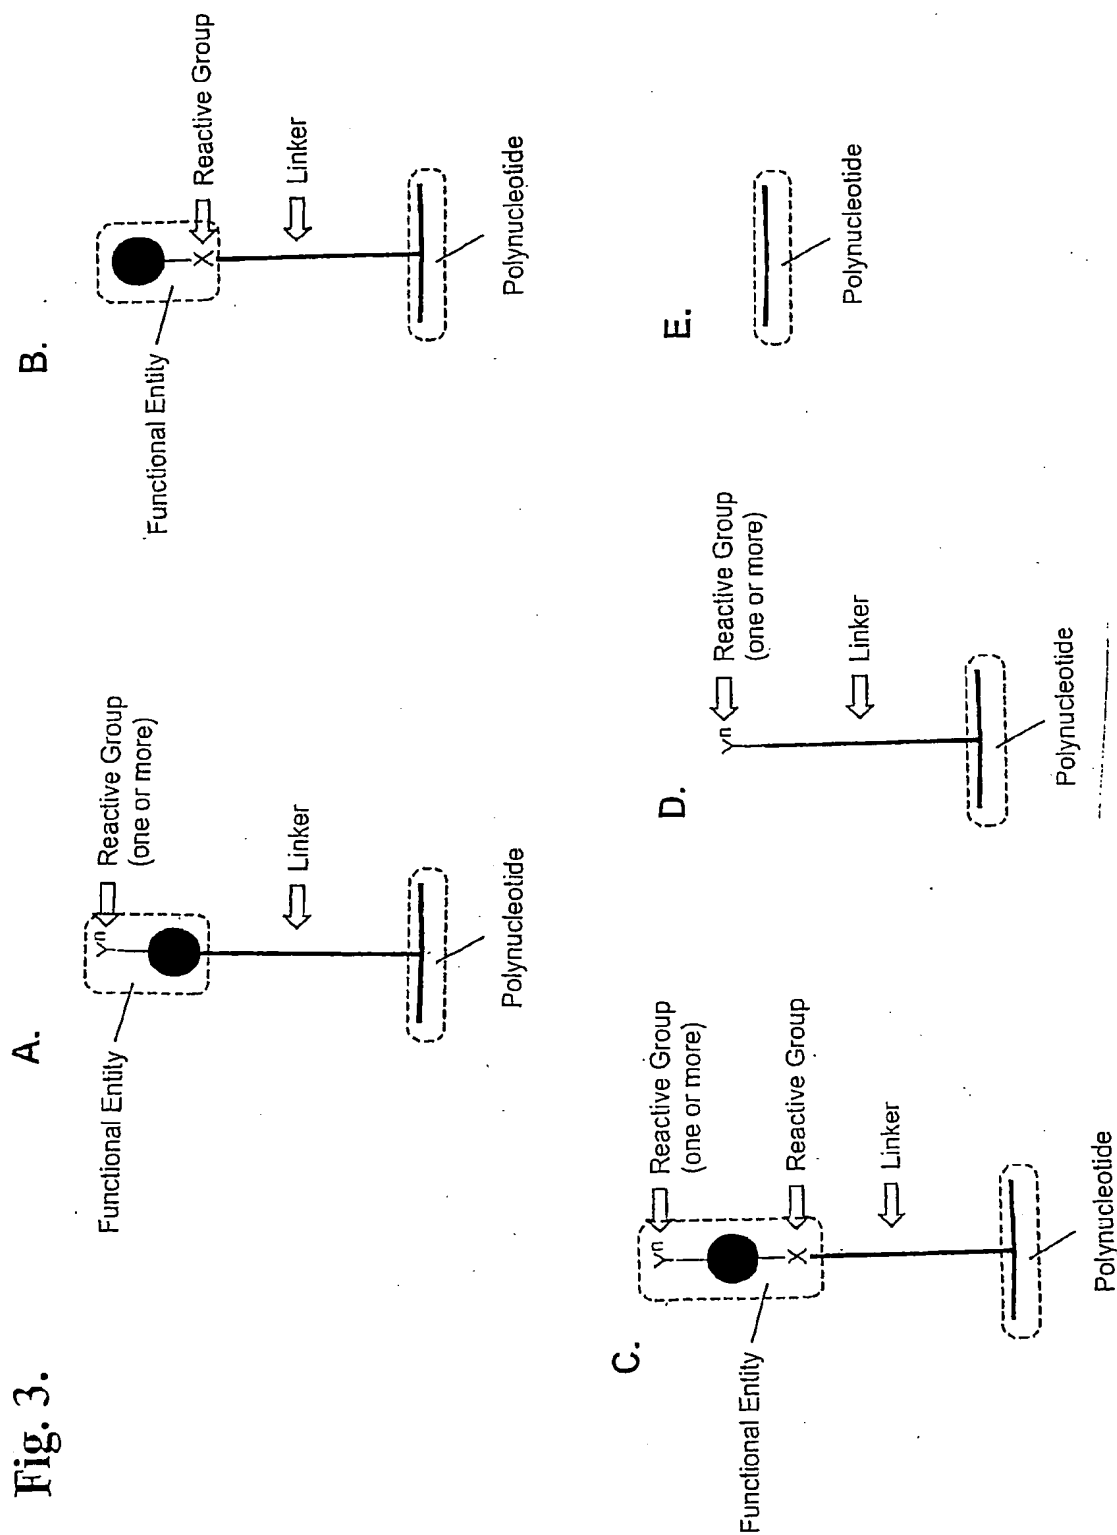 Fig. 3.
A.
Functional Entity
Yn
Reactive Group
(one or more)
Linker
Polynucleotide
B.
Functional Entity
X
Reactive Group
Linker
Polynucleotide
C.
Functional Entity
Yn
Reactive Group
(one or more)
X
Reactive Group
Linker
Polynucleotide
D.
Yn
Reactive Group
(one or more)
Linker
Polynucleotide
E.
Polynucleotide